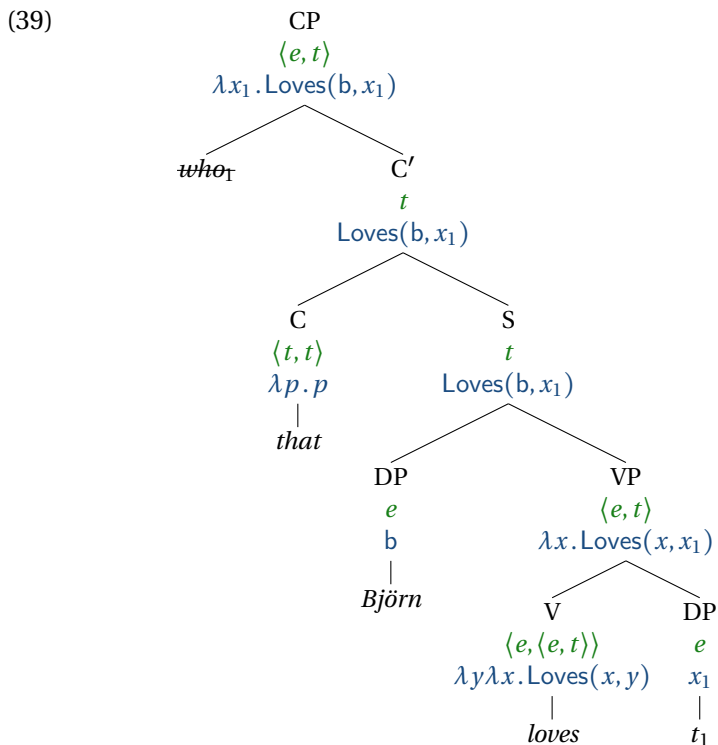 (39)
CP
⟨e, t⟩
λx₁.Loves(b, x₁)
who₁ C′
t
Loves(b, x₁)
C S
⟨t, t⟩ t
λp.p Loves(b, x₁)
that
DP VP
e ⟨e, t⟩
b λx.Loves(x, x₁)
Björn
V DP
⟨e, ⟨e, t⟩⟩ e
λyλx.Loves(x, y) x₁
loves t₁